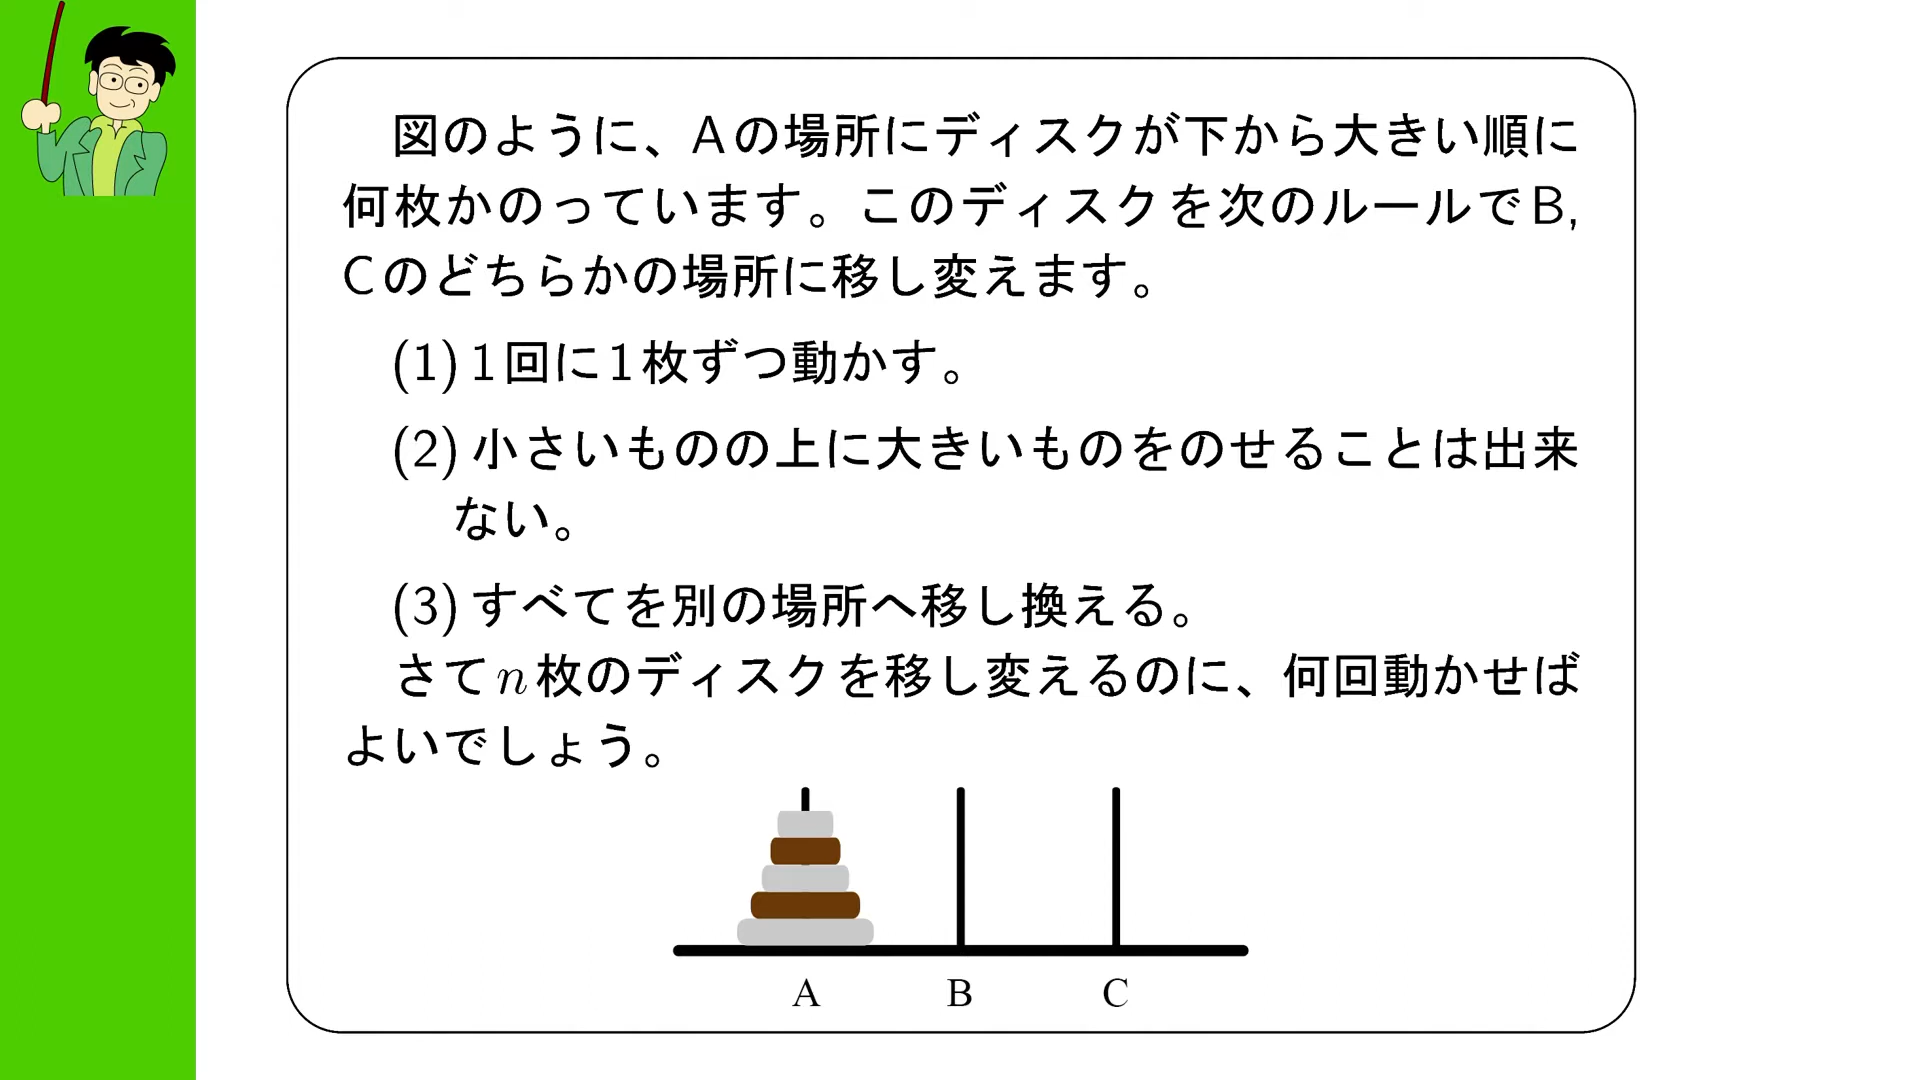 図のように、Aの場所にディスクが下から大きい順に
何枚かのっています。このディスクを次のルールでB,
Cのどちらかの場所に移し変えます。
(1) 1回に1枚ずつ動かす。
(2) 小さいものの上に大きいものをのせることは出来
ない。
(3) すべてを別の場所へ移し換える。
さてn枚のディスクを移し変えるのに、何回動かせば
よいでしょう。
A B C